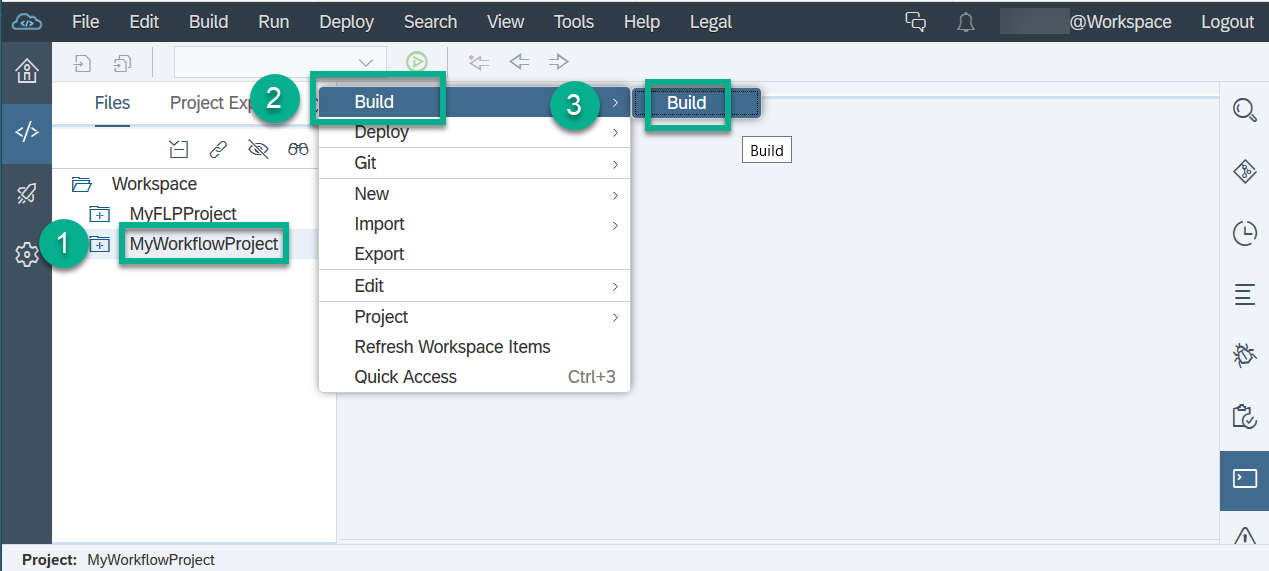 File Edit Build Run Deploy Search View Tools Help Legal @Workspace Logout
Files Project Exp
2
Build
3
Build
Build
Deploy
Git
Workspace
New
MyFLPProject
Import
1
MyWorkflowProject
Export
Edit
Project
Refresh Workspace Items
Quick Access Ctrl+3
Project: MyWorkflowProject